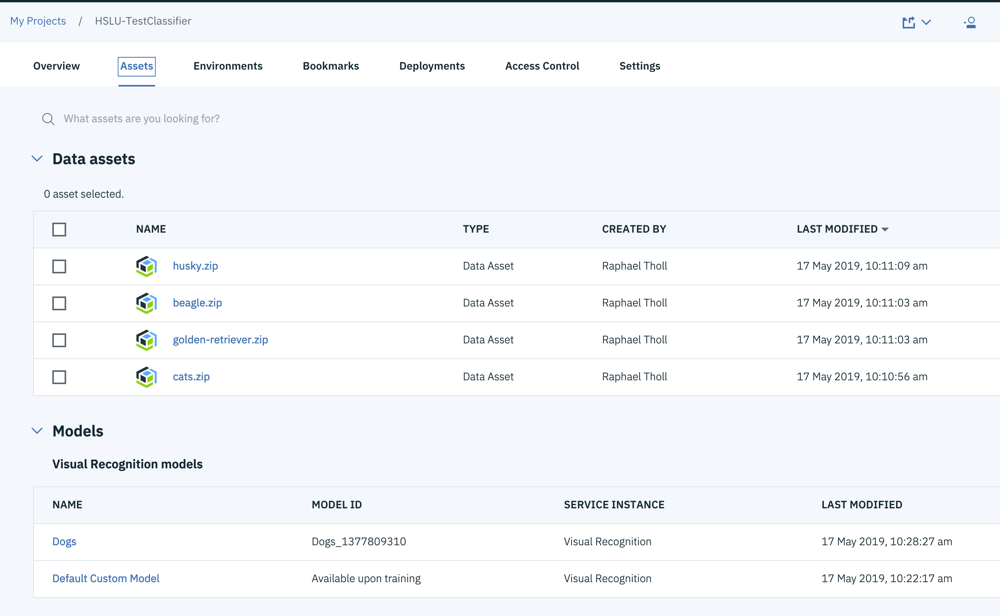 My Projects / HSLU-TestClassifier
Overview Assets Environments Bookmarks Deployments Access Control Settings
What assets are you looking for?
Data assets
0 asset selected.
NAME TYPE CREATED BY LAST MODIFIED
husky.zip Data Asset Raphael Tholl 17 May 2019, 10:11:09 am
beagle.zip Data Asset Raphael Tholl 17 May 2019, 10:11:03 am
golden-retriever.zip Data Asset Raphael Tholl 17 May 2019, 10:11:03 am
cats.zip Data Asset Raphael Tholl 17 May 2019, 10:10:56 am
Models
Visual Recognition models
NAME MODEL ID SERVICE INSTANCE LAST MODIFIED
Dogs Dogs_1377809310 Visual Recognition 17 May 2019, 10:28:27 am
Default Custom Model Available upon training Visual Recognition 17 May 2019, 10:22:17 am